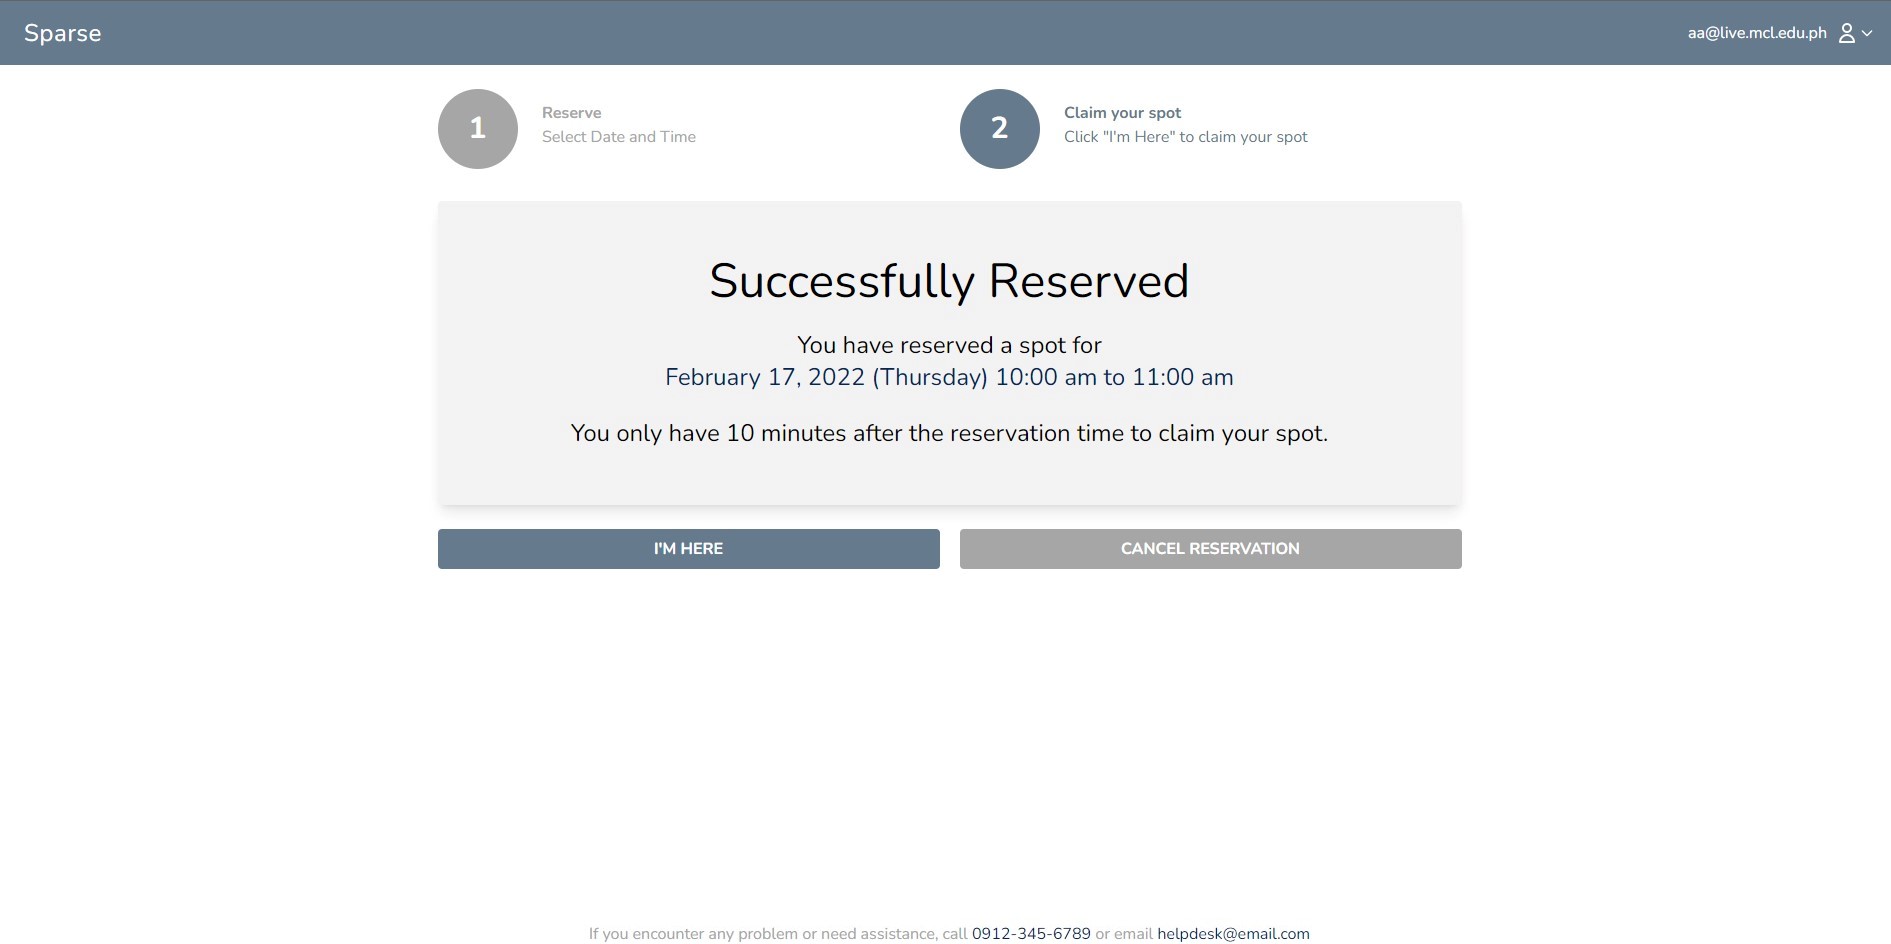 Sparse
aa@live.mcl.edu.ph
1
Reserve
Select Date and Time
2
Claim your spot
Click "I'm Here" to claim your spot
Successfully Reserved
You have reserved a spot for
February 17, 2022 (Thursday) 10:00 am to 11:00 am
You only have 10 minutes after the reservation time to claim your spot.
I'M HERE
CANCEL RESERVATION
If you encounter any problem or need assistance, call 0912-345-6789 or email helpdesk@email.com